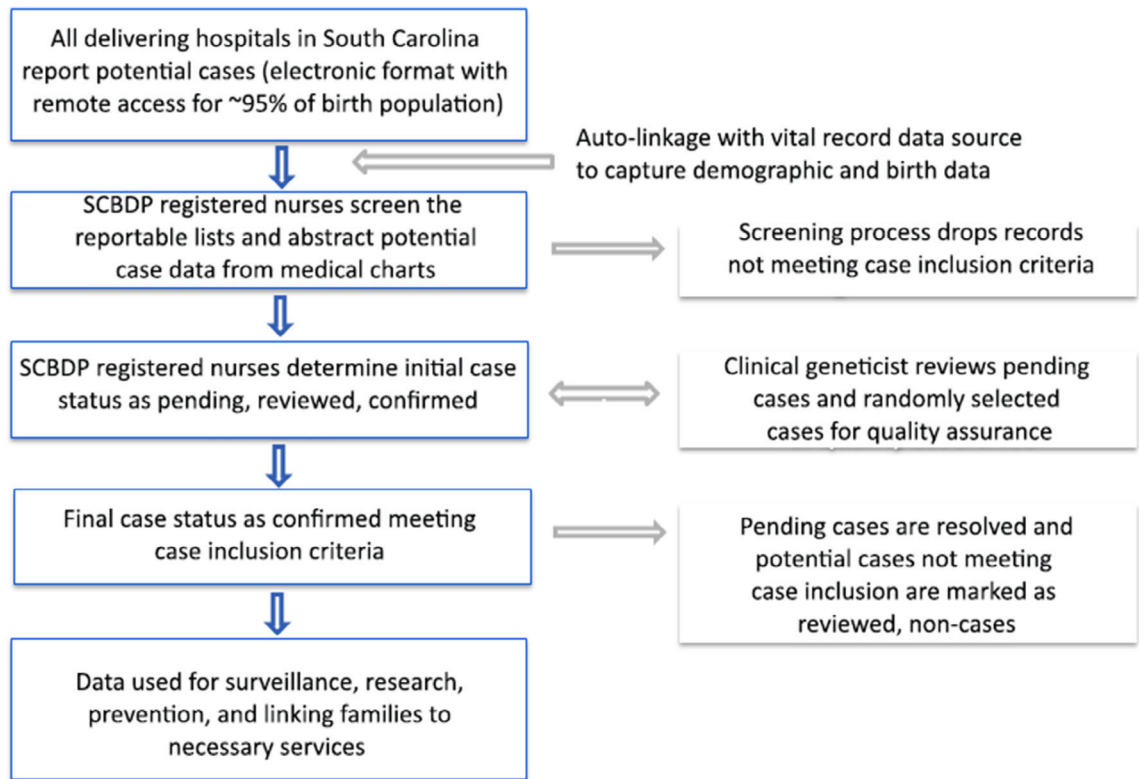 All delivering hospitals in South Carolina
report potential cases (electronic format with
remote access for ~95% of birth population)
Auto-linkage with vital record data source
to capture demographic and birth data
SCBDP registered nurses screen the
reportable lists and abstract potential
case data from medical charts
Screening process drops records
not meeting case inclusion criteria
SCBDP registered nurses determine initial case
status as pending, reviewed, confirmed
Clinical geneticist reviews pending
cases and randomly selected
cases for quality assurance
Final case status as confirmed meeting
case inclusion criteria
Pending cases are resolved and
potential cases not meeting
case inclusion are marked as
reviewed, non-cases
Data used for surveillance, research,
prevention, and linking families to
necessary services